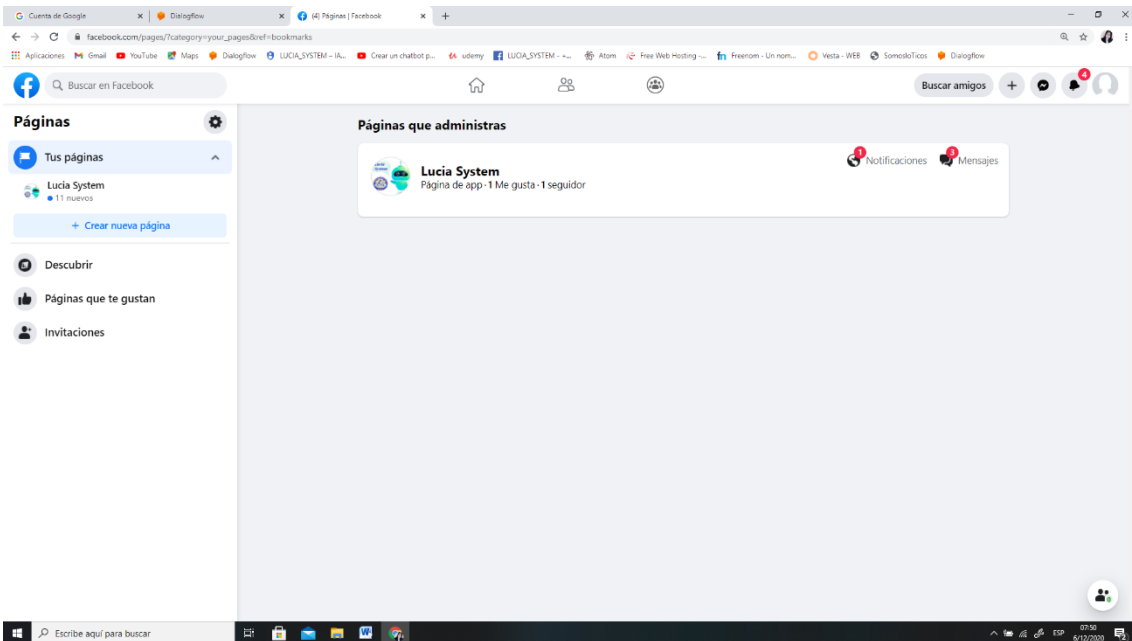 Cuenta de Google
Dialogflow
(4) Páginas | Facebook
facebook.com/pages/?category=your_pages&ref=bookmarks
Aplicaciones Gmail YouTube Maps Dialogflow LUCIA_SYSTEM – IA... Crear un chatbot p... udemy LUCIA_SYSTEM - +... Atom Free Web Hosting -... Freenom - Un nom... Vesta - WEB SomosloTicos Dialogflow
Buscar en Facebook
Buscar amigos
4
Páginas
Tus páginas
Lucia System
11 nuevos
+ Crear nueva página
Descubrir
Páginas que te gustan
Invitaciones
Páginas que administras
Lucia System
Página de app · 1 Me gusta · 1 seguidor
1 Notificaciones 3 Mensajes
Escribe aquí para buscar
ESP
07:50
6/12/2020